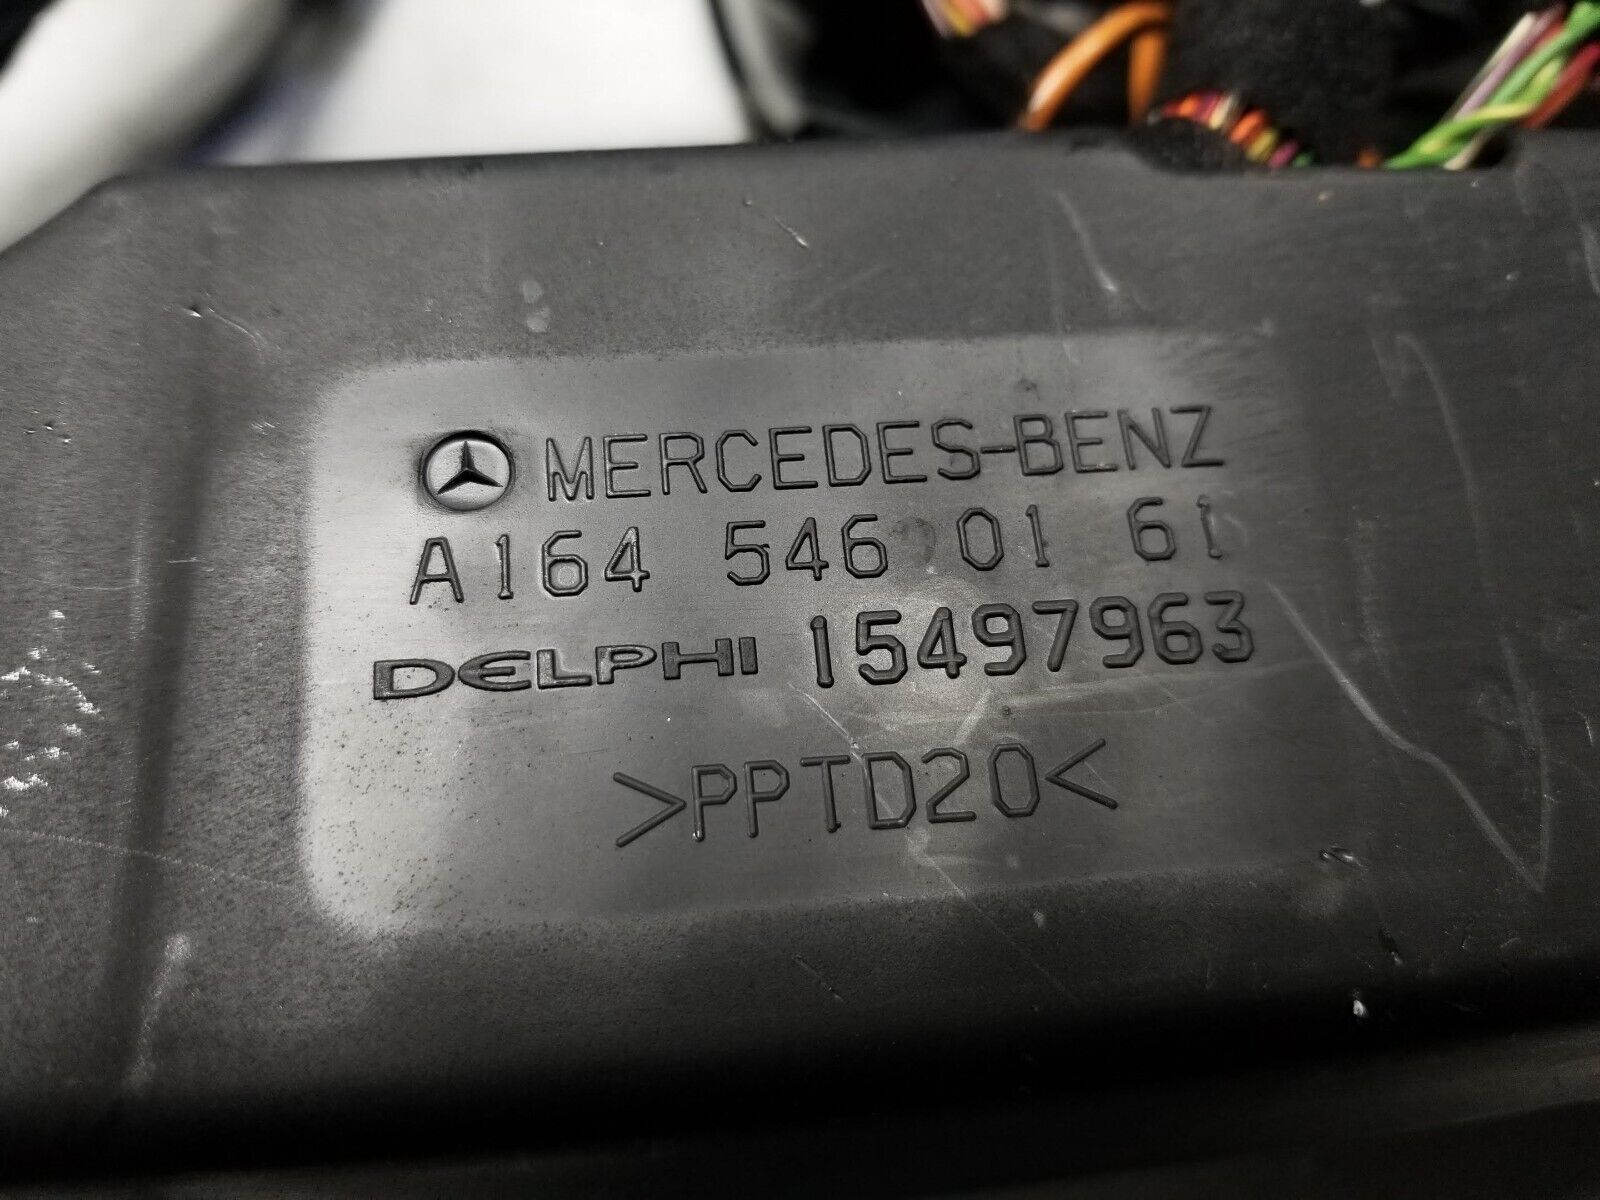 MERCEDES-BENZ
A164 546 01 61
DELPHI 15497963
>PPTD20<